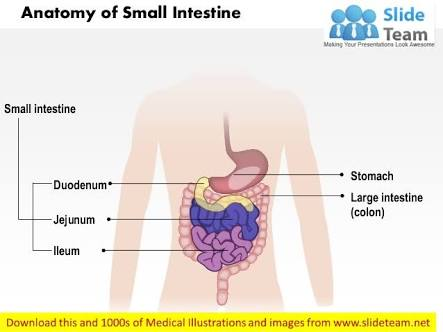 Anatomy of Small Intestine
Slide
Team
Making Your Presentations Look Awesome
Small intestine
Duodenum
Jejunum
Ileum
Stomach
Large intestine
(colon)
Download this and 1000s of Medical Illustrations and images from www.slideteam.net